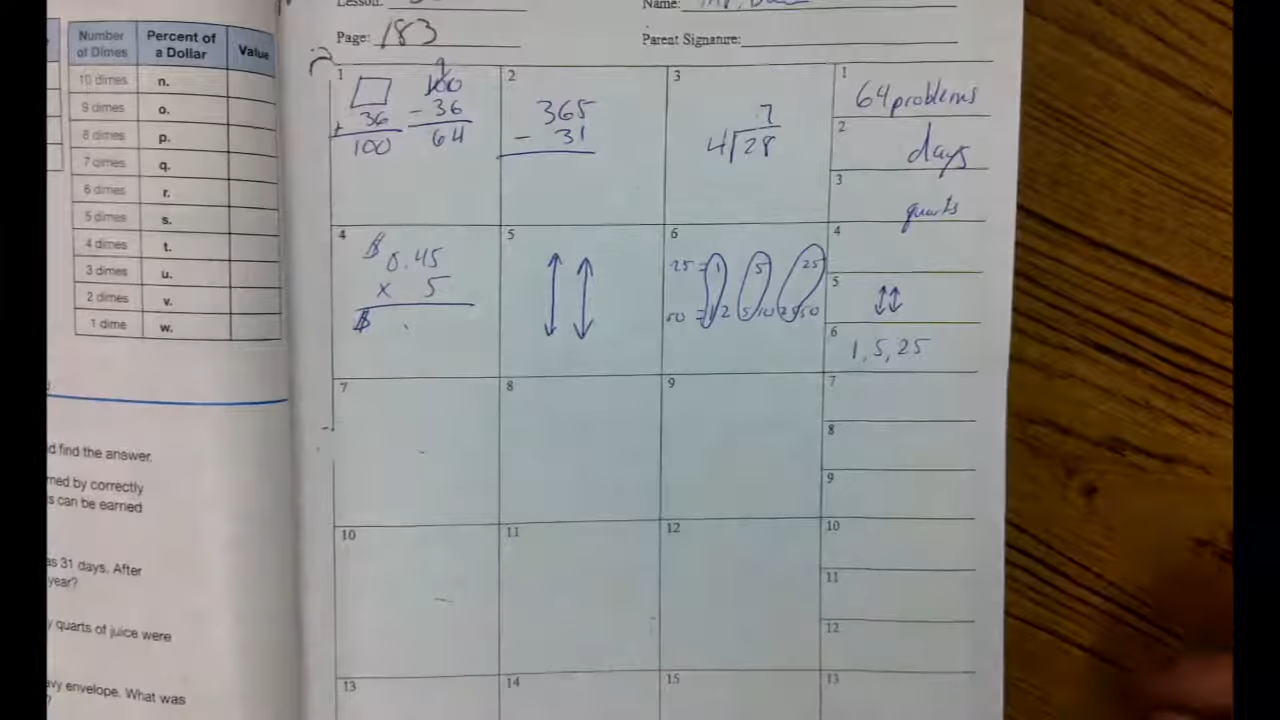 Lesson:
Name:
Page: 183
Parent Signature:
Number of Dimes Percent of a Dollar Value
10 dimes n.
9 dimes o.
8 dimes p.
7 dimes q.
6 dimes r.
5 dimes s.
4 dimes t.
3 dimes u.
2 dimes v.
1 dime w.
d find the answer.
rned by correctly
s can be earned
as 31 days. After
year?
y quarts of juice were
avy envelope. What was
?
1
+ 36
100
100
- 36
64
2
365
- 31
3
7
4 28
1 64 problems
2 days
3 quarts
4
$0.45
x 5
$
5
6
25 = 1 5 25
50 = 1 2 5 10 25 50
4
5
6 1, 5, 25
7
8
9
7
8
9
10
11
12
10
11
12
13
14
15
13